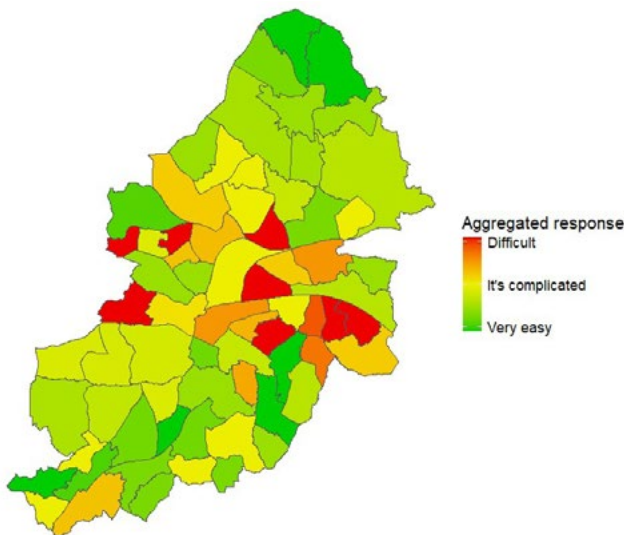 Aggregated response
Difficult
It's complicated
Very easy